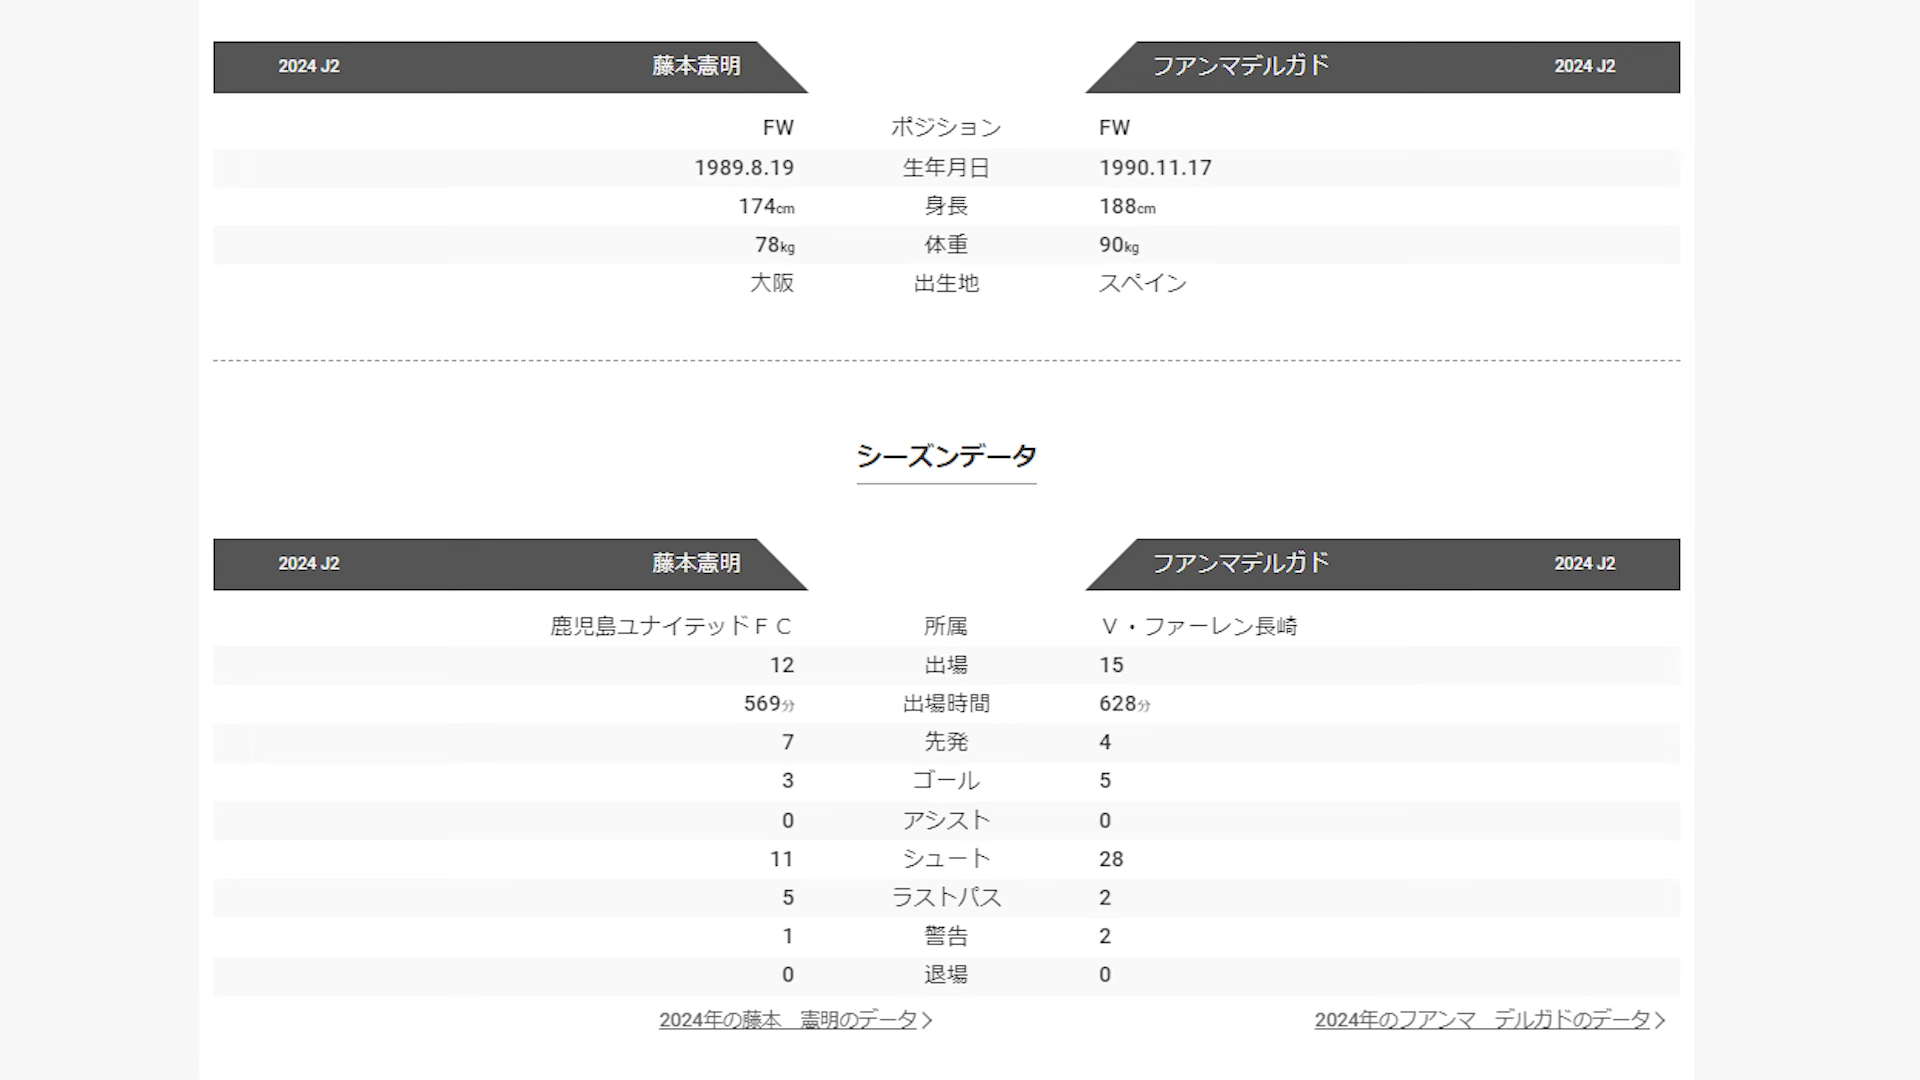 2024 J2 藤本憲明 フアンマデルガド 2024 J2
FW ポジション FW
1989.8.19 生年月日 1990.11.17
174cm 身長 188cm
78kg 体重 90kg
大阪 出生地 スペイン
シーズンデータ
2024 J2 藤本憲明 フアンマデルガド 2024 J2
鹿児島ユナイテッドＦＣ 所属 Ｖ・ファーレン長崎
12 出場 15
569分 出場時間 628分
7 先発 4
3 ゴール 5
0 アシスト 0
11 シュート 28
5 ラストパス 2
1 警告 2
0 退場 0
2024年の藤本　憲明のデータ 2024年のフアンマ　デルガドのデータ